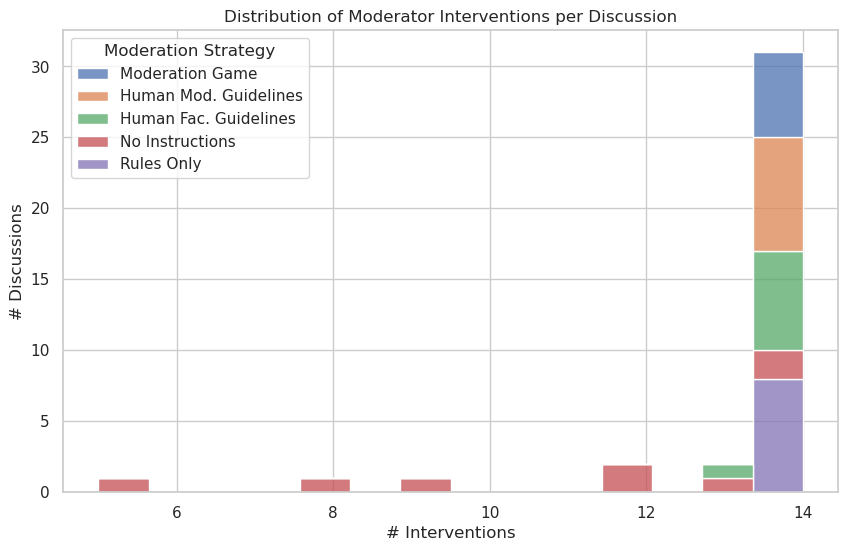 Distribution of Moderator Interventions per Discussion
Moderation Strategy
Moderation Game
Human Mod. Guidelines
Human Fac. Guidelines
No Instructions
Rules Only
# Discussions
30
25
20
15
10
5
0
6
8
10
12
14
# Interventions